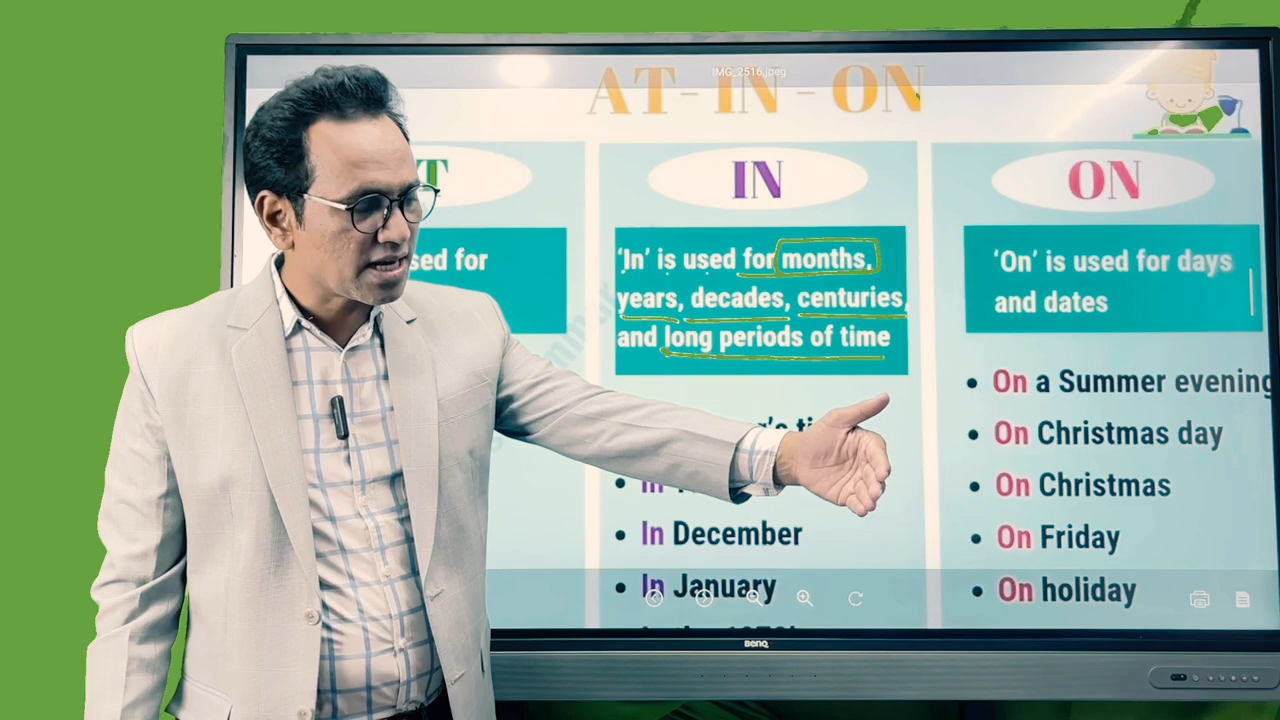 IMG_2516.jpeg
AT - IN - ON
sed for
IN
'In' is used for months,
years, decades, centuries,
and long periods of time
In
In December
In January
ON
'On' is used for days
and dates
On a Summer evening
On Christmas day
On Christmas
On Friday
On holiday
BenQ